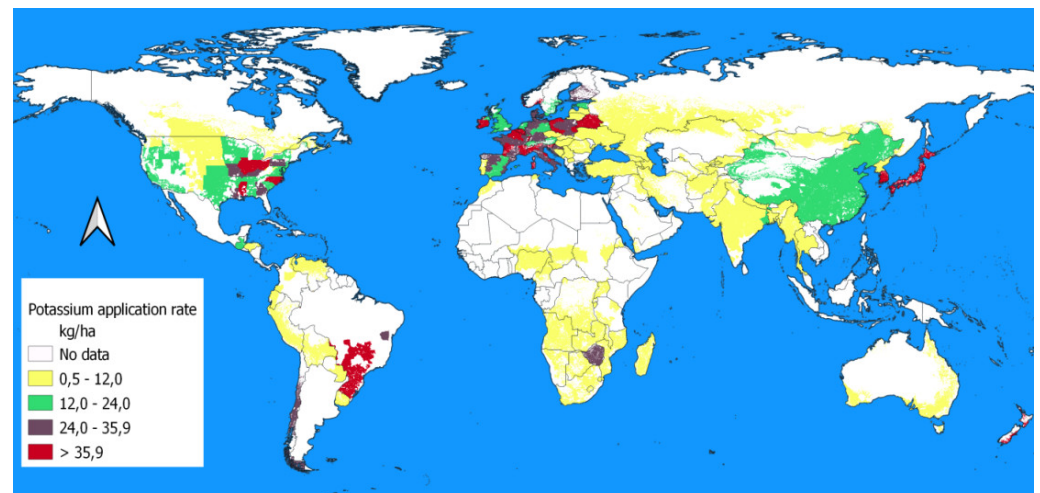 Potassium application rate
kg/ha
No data
0,5 - 12,0
12,0 - 24,0
24,0 - 35,9
> 35,9